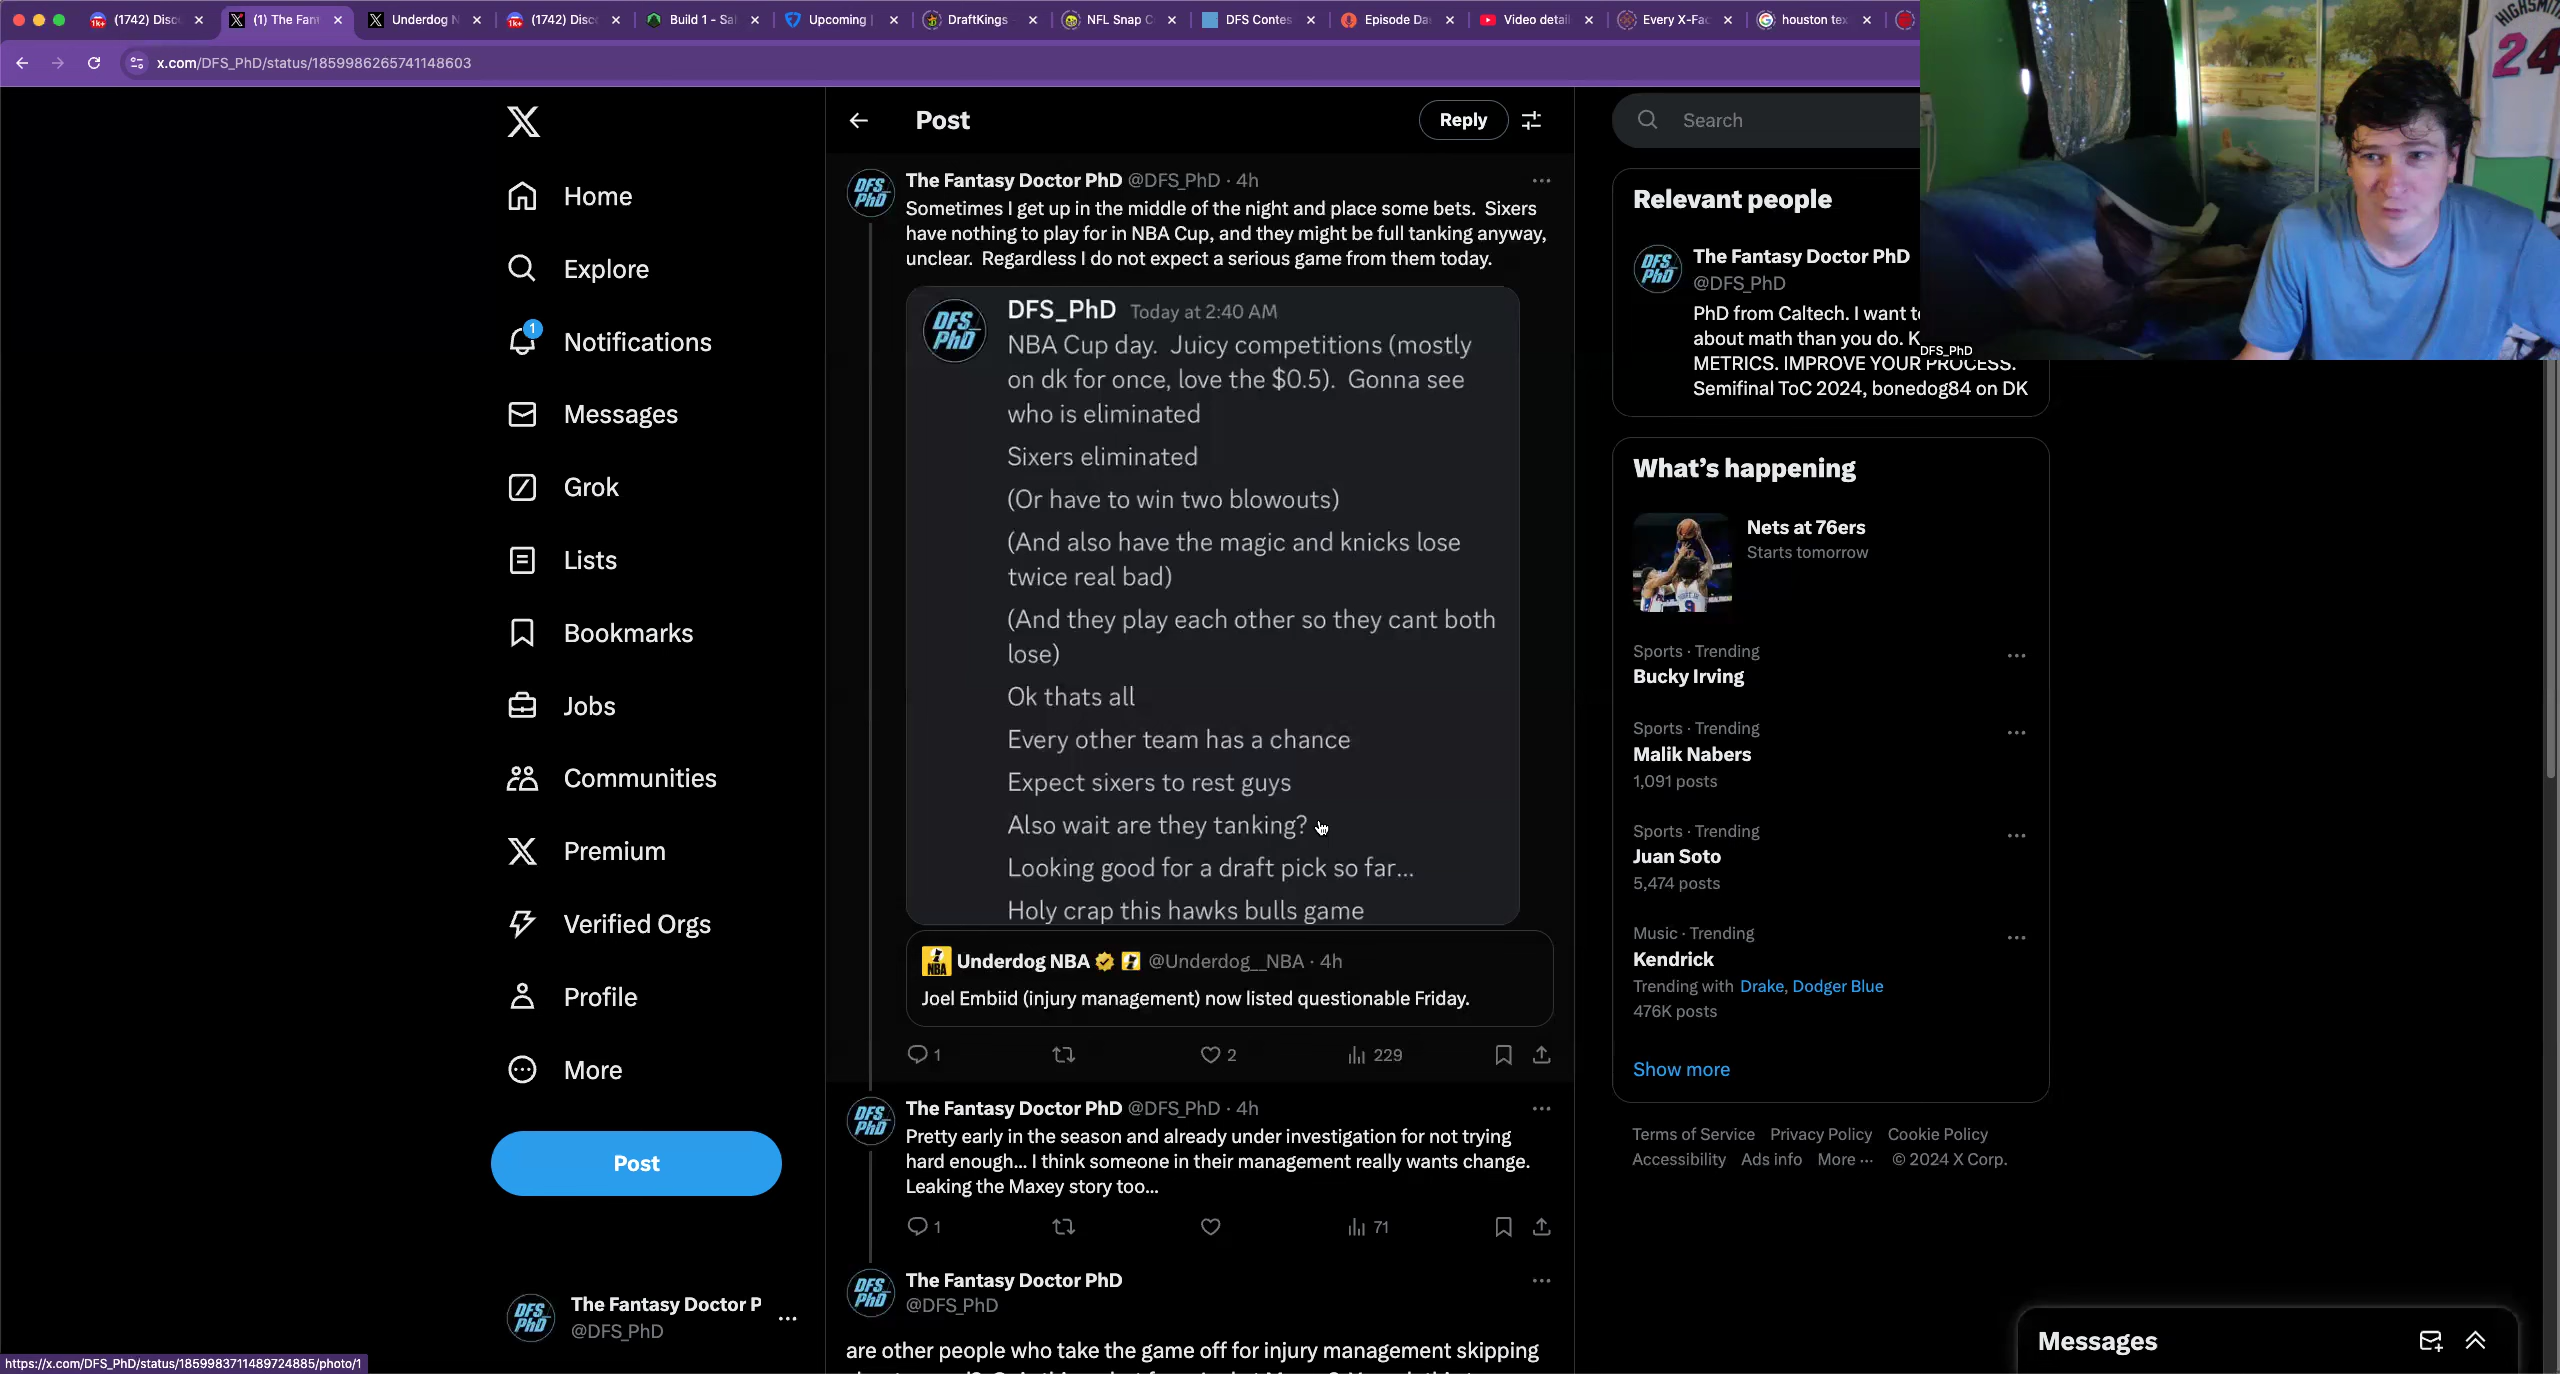 (1742) Disc
(1) The Fan
Underdog N
(1742) Disc
Build 1 - Sa
Upcoming
DraftKings
NFL Snap C
DFS Contes
Episode Da
Video detai
Every X-Fac
houston tex
x.com/DFS_PhD/status/1859986265741148603
Home
Explore
1
Notifications
Messages
Grok
Lists
Bookmarks
Jobs
Communities
Premium
Verified Orgs
Profile
More
Post
The Fantasy Doctor P
@DFS_PhD
https://x.com/DFS_PhD/status/1859983711489724885/photo/1
Post
Reply
DFS_PhD
The Fantasy Doctor PhD @DFS_PhD · 4h
Sometimes I get up in the middle of the night and place some bets. Sixers
have nothing to play for in NBA Cup, and they might be full tanking anyway,
unclear. Regardless I do not expect a serious game from them today.
DFS_PhD
DFS_PhD Today at 2:40 AM
NBA Cup day. Juicy competitions (mostly
on dk for once, love the $0.5). Gonna see
who is eliminated
Sixers eliminated
(Or have to win two blowouts)
(And also have the magic and knicks lose
twice real bad)
(And they play each other so they cant both
lose)
Ok thats all
Every other team has a chance
Expect sixers to rest guys
Also wait are they tanking?
Looking good for a draft pick so far...
Holy crap this hawks bulls game
NBA
Underdog NBA @Underdog__NBA · 4h
Joel Embiid (injury management) now listed questionable Friday.
1
2
229
DFS_PhD
The Fantasy Doctor PhD @DFS_PhD · 4h
Pretty early in the season and already under investigation for not trying
hard enough... I think someone in their management really wants change.
Leaking the Maxey story too...
1
71
DFS_PhD
The Fantasy Doctor PhD
@DFS_PhD
are other people who take the game off for injury management skipping
Search
Relevant people
DFS_PhD
The Fantasy Doctor PhD
@DFS_PhD
PhD from Caltech. I want t
about math than you do. K
METRICS. IMPROVE YOUR PROCESS.
Semifinal ToC 2024, bonedog84 on DK
What's happening
Nets at 76ers
Starts tomorrow
Sports · Trending
Bucky Irving
Sports · Trending
Malik Nabers
1,091 posts
Sports · Trending
Juan Soto
5,474 posts
Music · Trending
Kendrick
Trending with Drake, Dodger Blue
476K posts
Show more
Terms of Service Privacy Policy Cookie Policy
Accessibility Ads info More ··· © 2024 X Corp.
Messages
HIGHSMITH
24
DFS_PhD